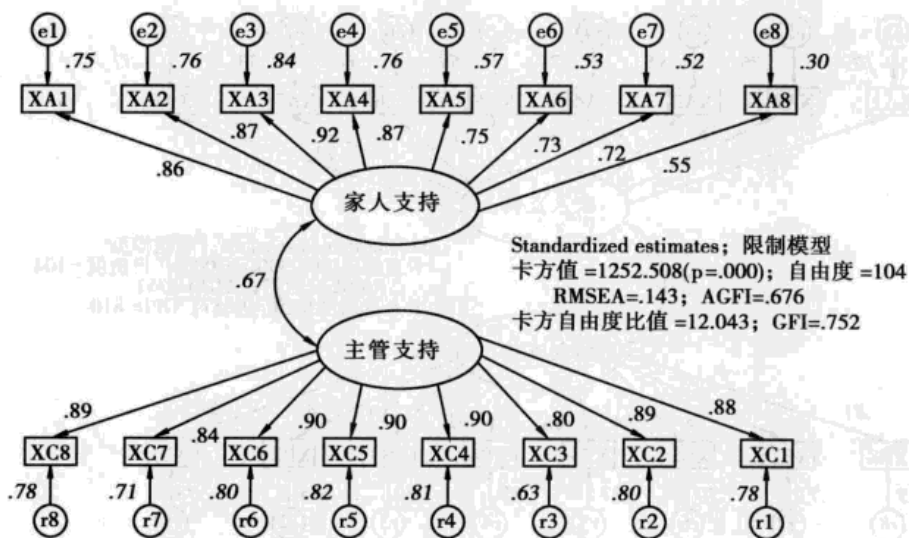 e1 e2 e3 e4 e5 e6 e7 e8
.75 .76 .84 .76 .57 .53 .52 .30
XA1 XA2 XA3 XA4 XA5 XA6 XA7 XA8
.86 .87 .92 .87 .75 .73 .72 .55
家人支持
.67
Standardized estimates；限制模型
卡方值 =1252.508(p=.000)；自由度 =104
RMSEA=.143；AGFI=.676
卡方自由度比值 =12.043；GFI=.752
主管支持
.89 .84 .90 .90 .90 .80 .89 .88
XC8 XC7 XC6 XC5 XC4 XC3 XC2 XC1
.78 .71 .80 .82 .81 .63 .80 .78
r8 r7 r6 r5 r4 r3 r2 r1